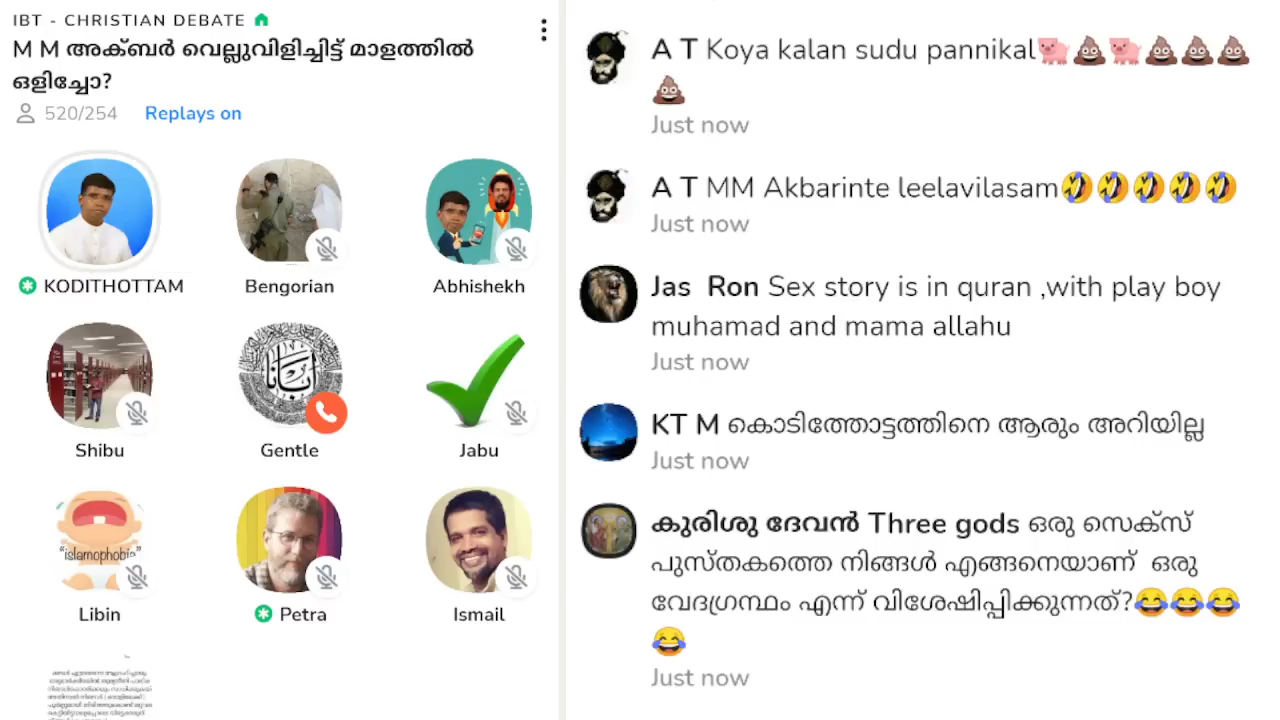 IBT - CHRISTIAN DEBATE
M M അക്ബർ വെല്ലുവിളിച്ചിട്ട് മാളത്തിൽ
ഒളിച്ചോ?
520/254 Replays on
KODITHOTTAM
Bengorian
Abhishekh
Shibu
Gentle
Jabu
"islamophobia"
Libin
Petra
Ismail
A T Koya kalan sudu pannikal🐖💩🐖💩💩💩
💩
Just now
A T MM Akbarinte leelavilasam🤣🤣🤣🤣🤣
Just now
Jas Ron Sex story is in quran ,with play boy
muhamad and mama allahu
Just now
KT M കൊടിത്തോട്ടത്തിനെ ആരും അറിയില്ല
Just now
കുരിശു ദേവൻ Three gods ഒരു സെക്സ്
പുസ്തകത്തെ നിങ്ങൾ എങ്ങനെയാണ് ഒരു
വേദഗ്രന്ഥം എന്ന് വിശേഷിപ്പിക്കുന്നത്?😂😂😂
😂
Just now